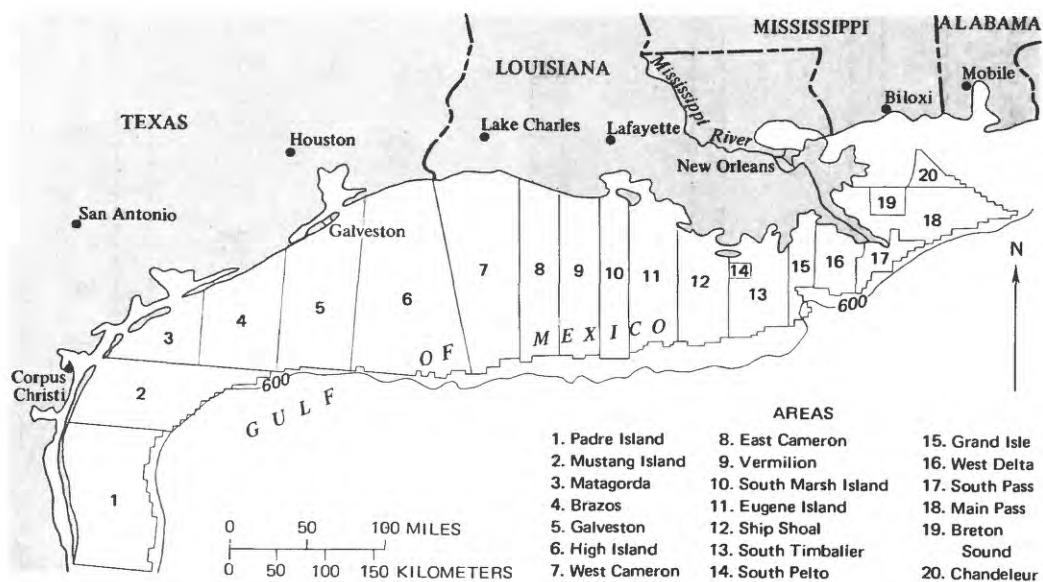 MISSISSIPPI
ALABAMA
LOUISIANA
Mississippi River
Mobile
Biloxi
TEXAS
Houston
Lake Charles
Lafayette
New Orleans
San Antonio
Galveston
20
19
18
N
7
8
9
10
11
12
14
13
15
16
17
6
5
4
3
600
GULF OF MEXICO
Corpus
Christi
2
600
1
AREAS
1. Padre Island
2. Mustang Island
3. Matagorda
4. Brazos
5. Galveston
6. High Island
7. West Cameron
8. East Cameron
9. Vermilion
10. South Marsh Island
11. Eugene Island
12. Ship Shoal
13. South Timbalier
14. South Pelto
15. Grand Isle
16. West Delta
17. South Pass
18. Main Pass
19. Breton
Sound
20. Chandeleur
0 50 100 MILES
0 50 100 150 KILOMETERS